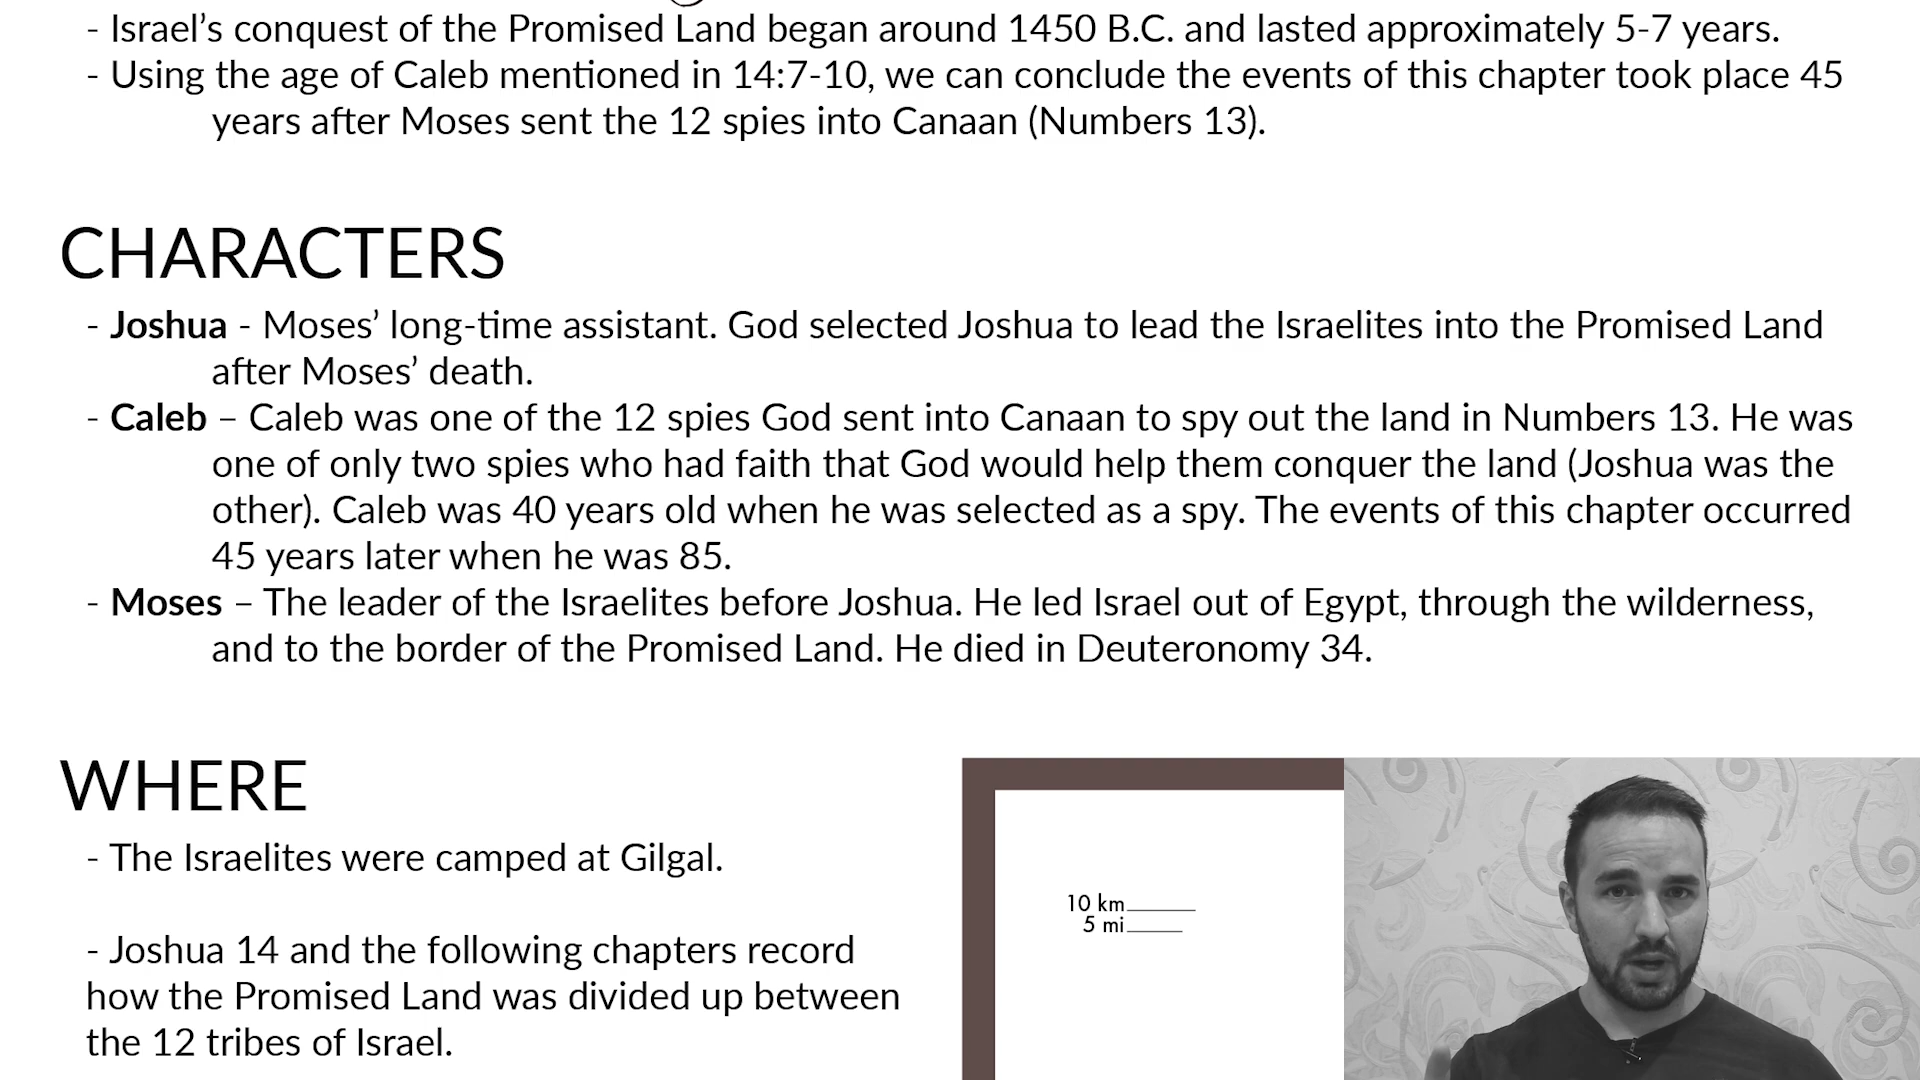 - Israel’s conquest of the Promised Land began around 1450 B.C. and lasted approximately 5-7 years.
- Using the age of Caleb mentioned in 14:7-10, we can conclude the events of this chapter took place 45
years after Moses sent the 12 spies into Canaan (Numbers 13).
CHARACTERS
- Joshua - Moses’ long-time assistant. God selected Joshua to lead the Israelites into the Promised Land
after Moses’ death.
- Caleb – Caleb was one of the 12 spies God sent into Canaan to spy out the land in Numbers 13. He was
one of only two spies who had faith that God would help them conquer the land (Joshua was the
other). Caleb was 40 years old when he was selected as a spy. The events of this chapter occurred
45 years later when he was 85.
- Moses – The leader of the Israelites before Joshua. He led Israel out of Egypt, through the wilderness,
and to the border of the Promised Land. He died in Deuteronomy 34.
WHERE
- The Israelites were camped at Gilgal.
- Joshua 14 and the following chapters record
how the Promised Land was divided up between
the 12 tribes of Israel.
10 km
5 mi